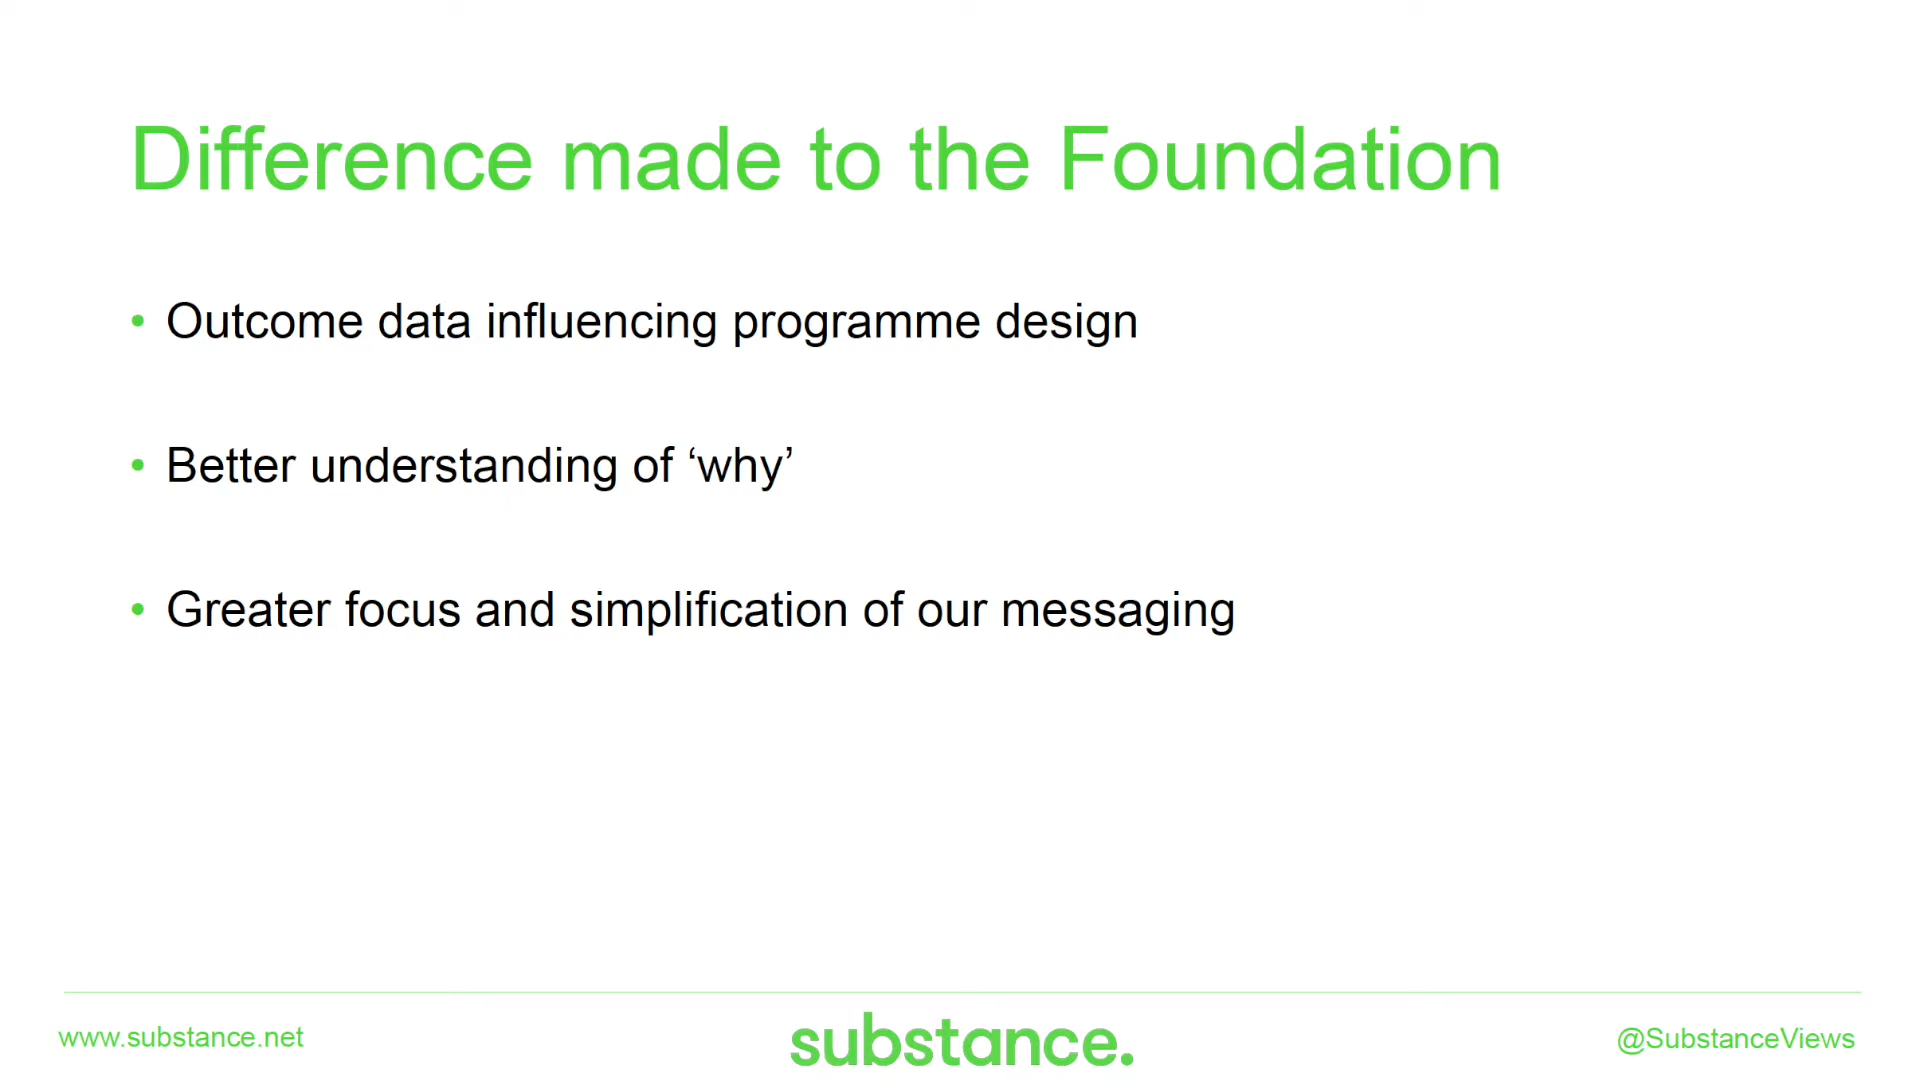 Difference made to the Foundation
• Outcome data influencing programme design
• Better understanding of ‘why’
• Greater focus and simplification of our messaging
www.substance.net
substance.
@SubstanceViews